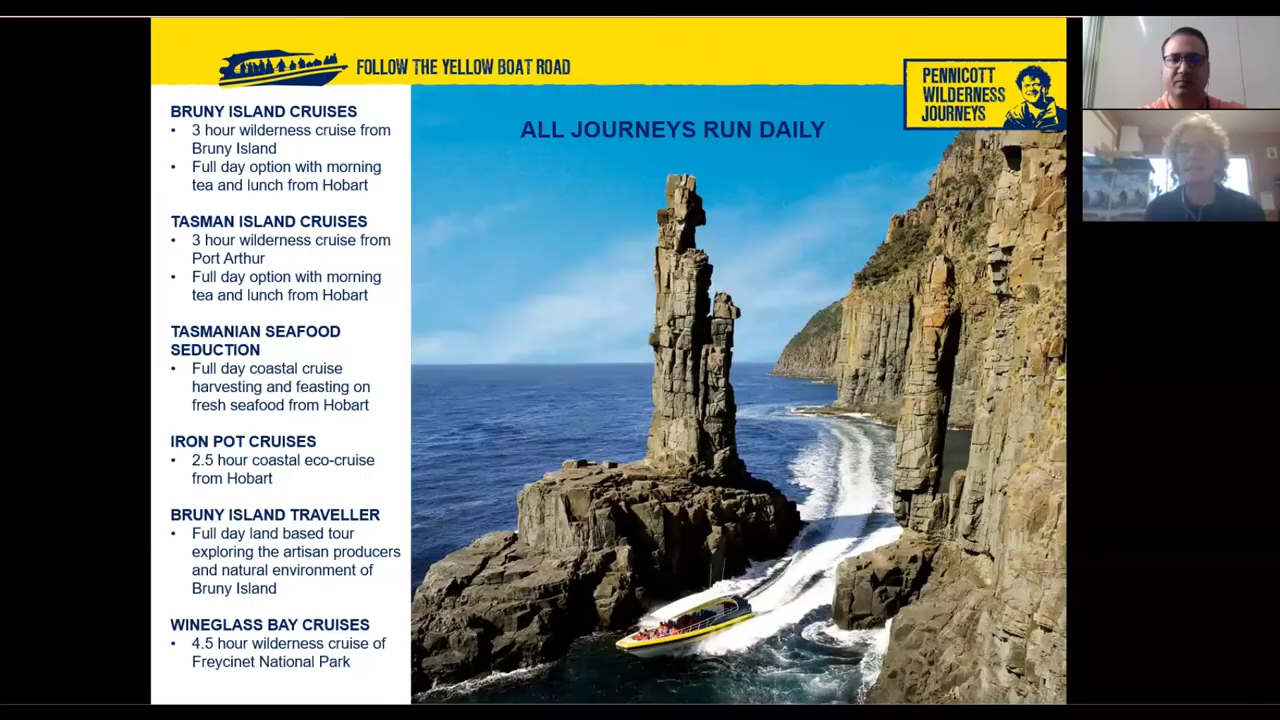 FOLLOW THE YELLOW BOAT ROAD
PENNICOTT
WILDERNESS
JOURNEYS
BRUNY ISLAND CRUISES
• 3 hour wilderness cruise from
Bruny Island
• Full day option with morning
tea and lunch from Hobart
TASMAN ISLAND CRUISES
• 3 hour wilderness cruise from
Port Arthur
• Full day option with morning
tea and lunch from Hobart
TASMANIAN SEAFOOD
SEDUCTION
• Full day coastal cruise
harvesting and feasting on
fresh seafood from Hobart
IRON POT CRUISES
• 2.5 hour coastal eco-cruise
from Hobart
BRUNY ISLAND TRAVELLER
• Full day land based tour
exploring the artisan producers
and natural environment of
Bruny Island
WINEGLASS BAY CRUISES
• 4.5 hour wilderness cruise of
Freycinet National Park
ALL JOURNEYS RUN DAILY